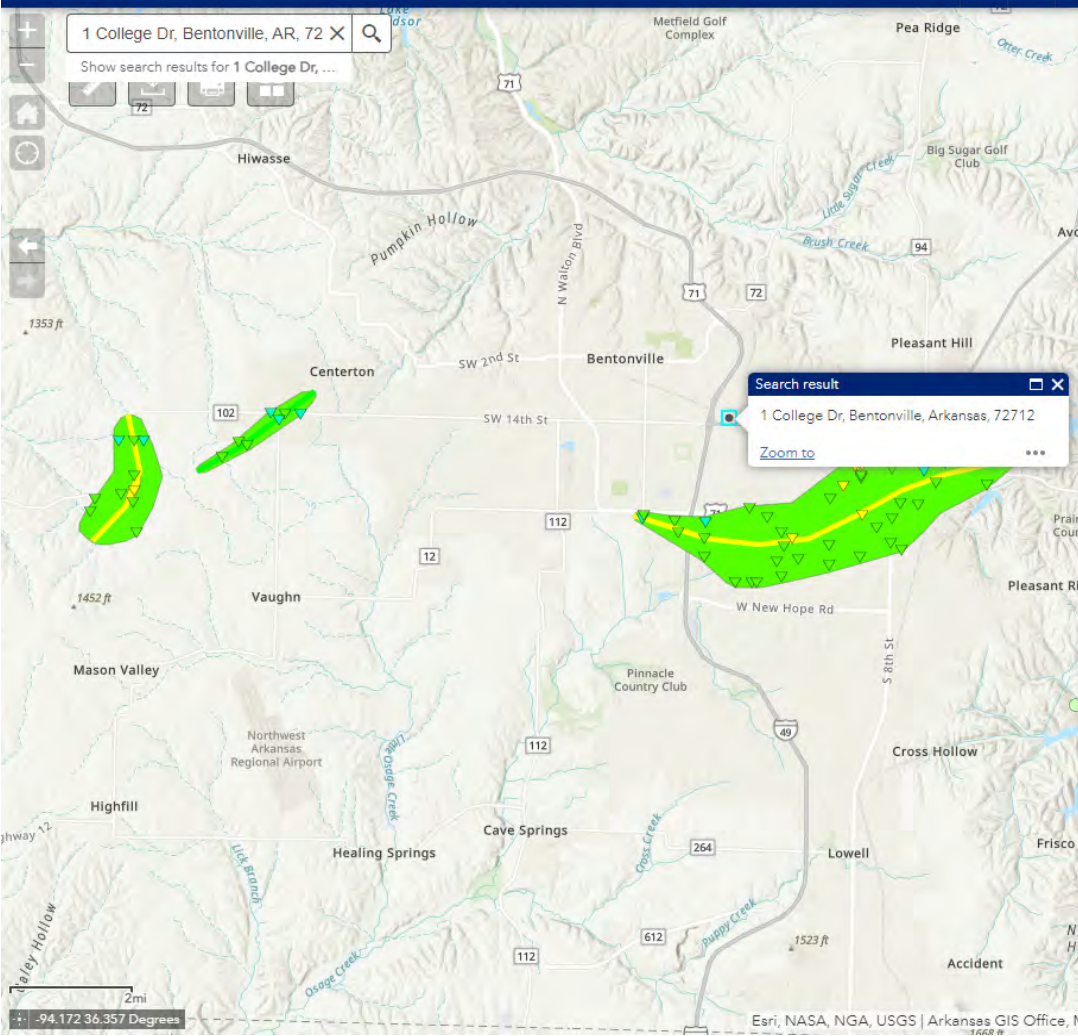 1 College Dr, Bentonville, AR, 72
Show search results for 1 College Dr, ...
Metfield Golf
Complex
Pea Ridge
Otter Creek
71
72
Hiwasse
Big Sugar Golf
Club
Little Sugar Creek
Pumpkin Hollow
Brush Creek
94
N Walton Blvd
71
72
1353 ft
Pleasant Hill
SW 2nd St
Bentonville
Centerton
Search result
102
SW 14th St
1 College Dr, Bentonville, Arkansas, 72712
Zoom to
112
71
12
1452 ft
Vaughn
W New Hope Rd
S 8th St
Mason Valley
Pinnacle
Country Club
Northwest
Arkansas
Regional Airport
Little Osage Creek
49
112
Cross Hollow
Highfill
Cave Springs
Healing Springs
Cross Creek
264
Lowell
Frisco
Lick Branch
612
Puppy Creek
1523 ft
112
Osage Creek
Accident
2mi
-94.172 36.357 Degrees
Esri, NASA, NGA, USGS | Arkansas GIS Office,
1668 ft